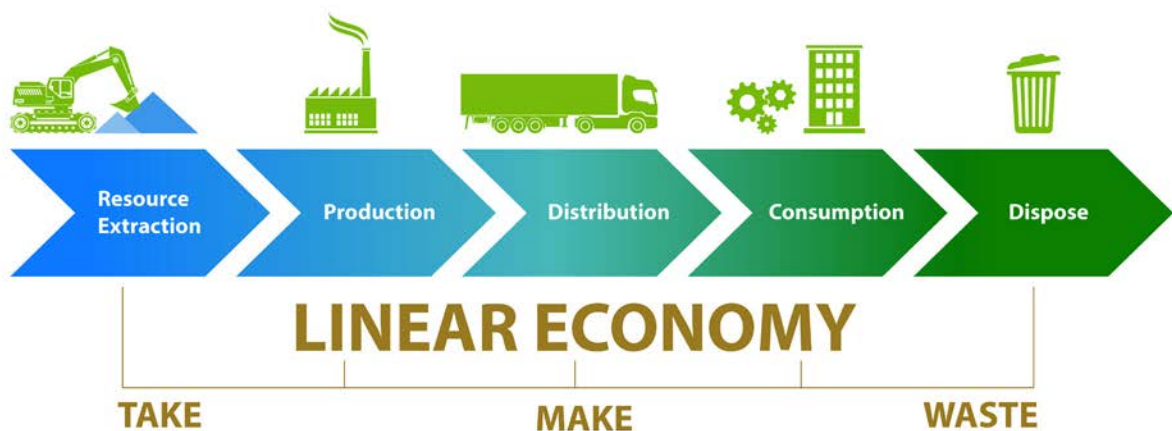 Resource
Extraction
Production
Distribution
Consumption
Dispose
LINEAR ECONOMY
TAKE
MAKE
WASTE